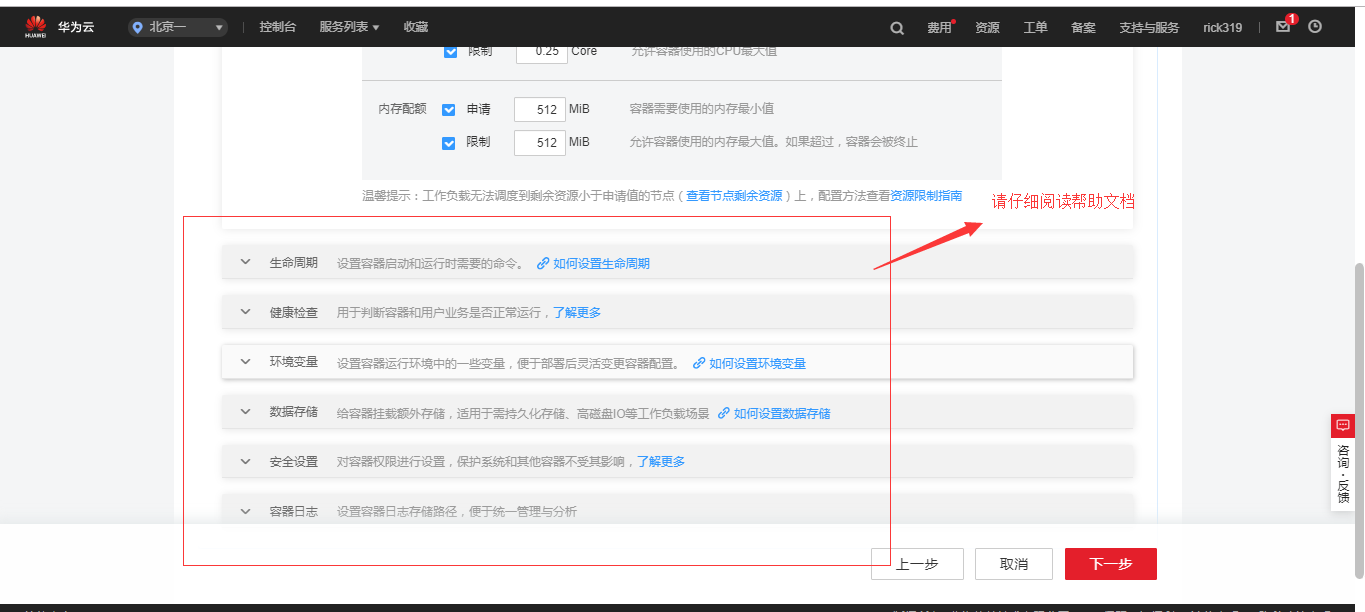 HUAWEI 华为云 北京一 控制台 服务列表 收藏 费用 资源 工单 备案 支持与服务 rick319 1
限制 0.25 Core 允许容器使用的CPU最大值
内存配额 申请 512 MiB 容器需要使用的内存最小值
限制 512 MiB 允许容器使用的内存最大值。如果超过，容器会被终止
温馨提示：工作负载无法调度到剩余资源小于申请值的节点（查看节点剩余资源）上，配置方法查看资源限制指南
请仔细阅读帮助文档
生命周期 设置容器启动和运行时需要的命令。 如何设置生命周期
健康检查 用于判断容器和用户业务是否正常运行，了解更多
环境变量 设置容器运行环境中的一些变量，便于部署后灵活变更容器配置。 如何设置环境变量
数据存储 给容器挂载额外存储，适用于需持久化存储、高磁盘IO等工作负载场景 如何设置数据存储
安全设置 对容器权限进行设置，保护系统和其他容器不受其影响，了解更多
容器日志 设置容器日志存储路径，便于统一管理与分析
咨询·反馈
上一步 取消 下一步